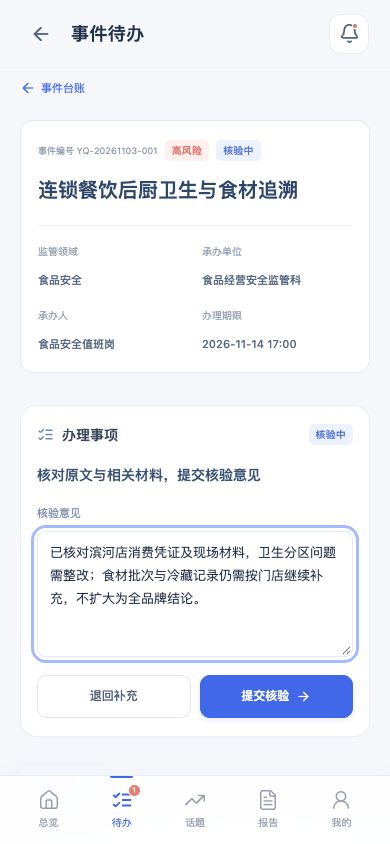 事件待办
事件台账
事件编号 YQ-20261103-001 高风险 核验中
连锁餐饮后厨卫生与食材追溯
监管领域 承办单位
食品安全 食品经营安全监管科
承办人 办理期限
食品安全值班岗 2026-11-14 17:00
办理事项 核验中
核对原文与相关材料，提交核验意见
核验意见
已核对滨河店消费凭证及现场材料，卫生分区问题
需整改；食材批次与冷藏记录仍需按门店继续补
充，不扩大为全品牌结论。
退回补充 提交核验
1
总览 待办 话题 报告 我的